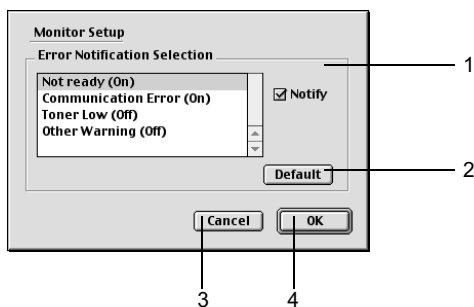 Monitor Setup
Error Notification Selection
1
Not ready (On)
Communication Error (On)
Toner Low (Off)
Other Warning (Off)
Notify
Default
2
Cancel
OK
3
4